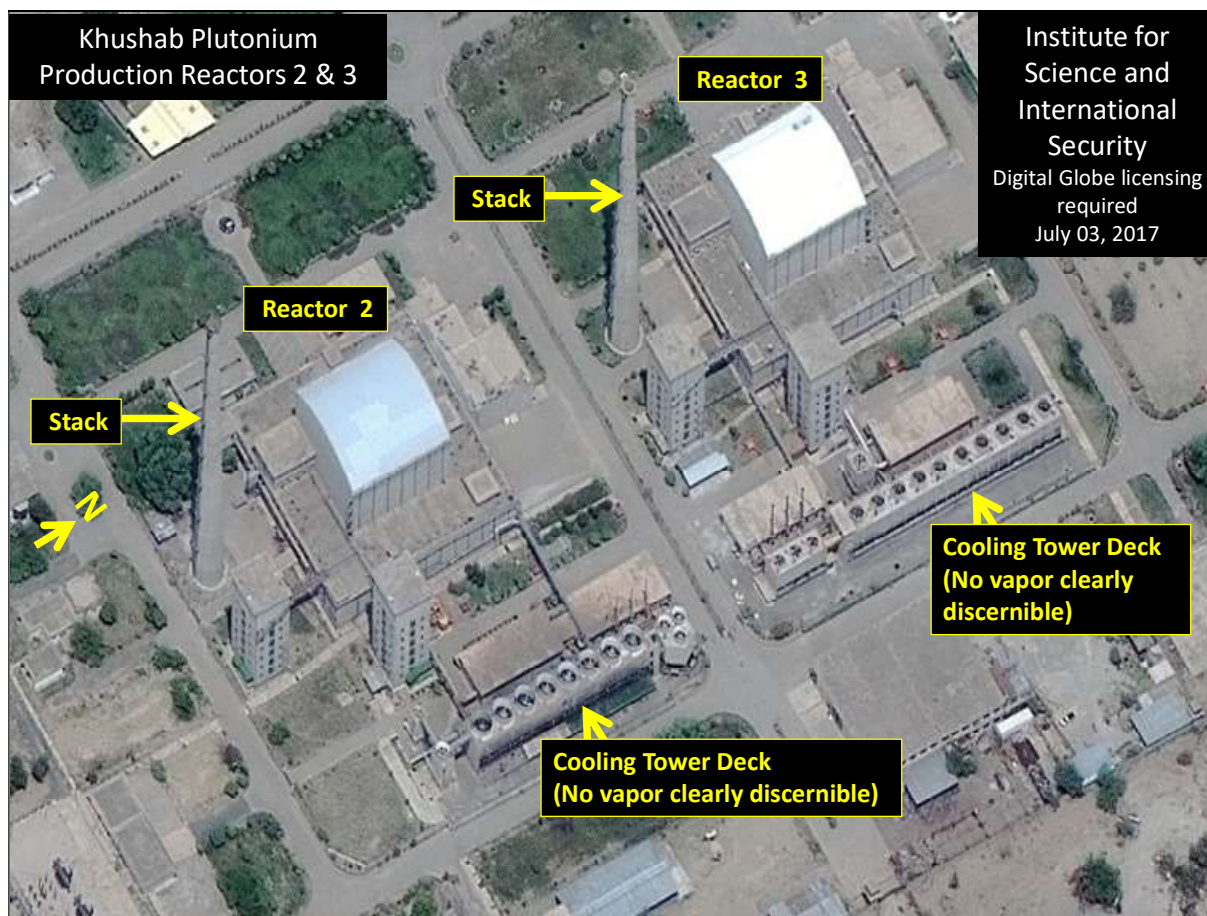 Khushab Plutonium
Production Reactors 2 & 3
Institute for
Science and
International
Security
Digital Globe licensing
required
July 03, 2017
Reactor 3
Stack
Reactor 2
Stack
N
Cooling Tower Deck
(No vapor clearly
discernible)
Cooling Tower Deck
(No vapor clearly discernible)